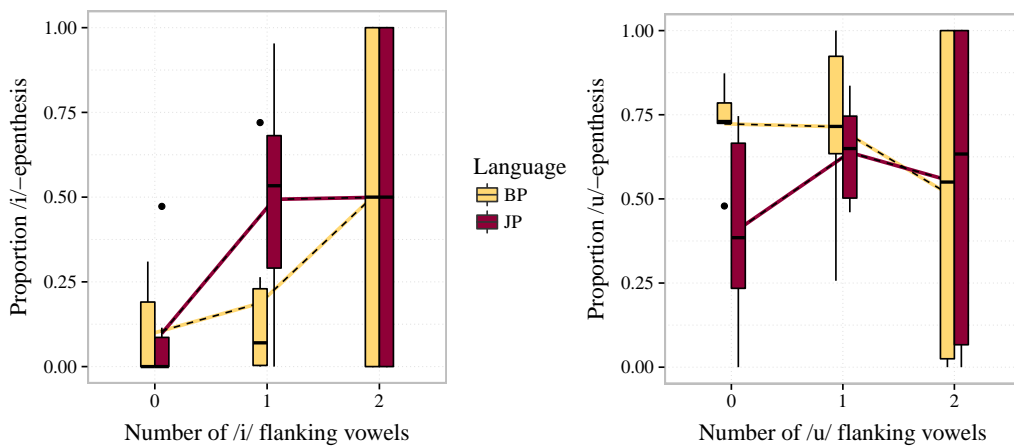 Proportion /i/−epenthesis
1.00
0.75
0.50
0.25
0.00
0
1
2
Number of /i/ flanking vowels
Language
BP
JP
Proportion /u/−epenthesis
1.00
0.75
0.50
0.25
0.00
0
1
2
Number of /u/ flanking vowels